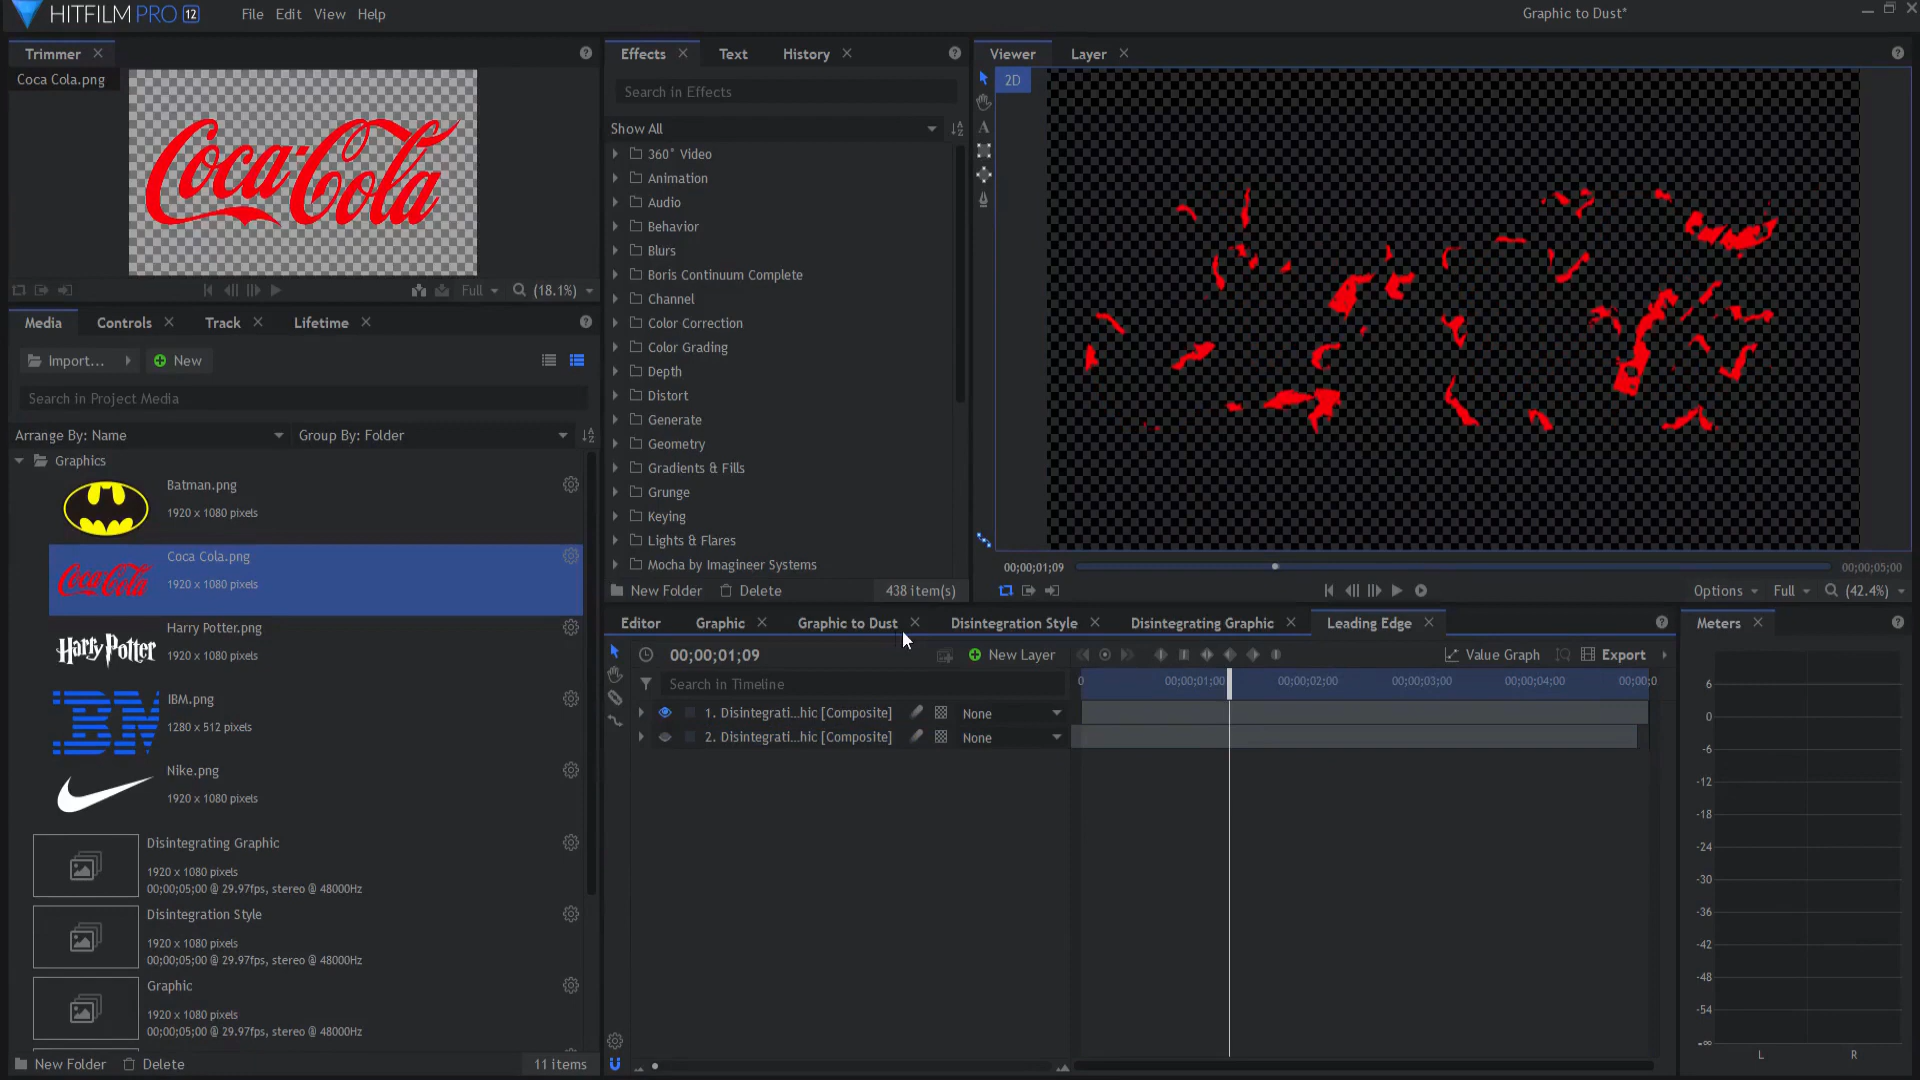 HITFILM PRO 12
File Edit View Help
Graphic to Dust*
Trimmer
Coca Cola.png
Coca-Cola
Full (18.1%)
Media Controls Track Lifetime
Import... New
Search in Project Media
Arrange By: Name Group By: Folder
Graphics
Batman.png
1920 x 1080 pixels
Coca-Cola
Coca Cola.png
1920 x 1080 pixels
Harry Potter
Harry Potter.png
1920 x 1080 pixels
IBM
IBM.png
1280 x 512 pixels
Nike.png
1920 x 1080 pixels
Disintegrating Graphic
1920 x 1080 pixels
00;00;05;00 @ 29.97fps, stereo @ 48000Hz
Disintegration Style
1920 x 1080 pixels
00;00;05;00 @ 29.97fps, stereo @ 48000Hz
Graphic
1920 x 1080 pixels
00;00;05;00 @ 29.97fps, stereo @ 48000Hz
New Folder Delete 11 items
Effects Text History
Search in Effects
Show All
360° Video
Animation
Audio
Behavior
Blurs
Boris Continuum Complete
Channel
Color Correction
Color Grading
Depth
Distort
Generate
Geometry
Gradients & Fills
Grunge
Keying
Lights & Flares
Mocha by Imagineer Systems
New Folder Delete 438 item(s)
Viewer Layer
2D
00;00;01;09 00;00;05;00
Options Full (42.4%)
Editor Graphic Graphic to Dust Disintegration Style Disintegrating Graphic Leading Edge
00;00;01;09 New Layer Value Graph Export
Search in Timeline
0 00;00;01;00 00;00;02;00 00;00;03;00 00;00;04;00 00;00;0
1. Disintegrati...hic [Composite] None
2. Disintegrati...hic [Composite] None
Meters
6
0
-6
-12
-18
-24
-30
-36
-42
-48
-54
-∞
L R